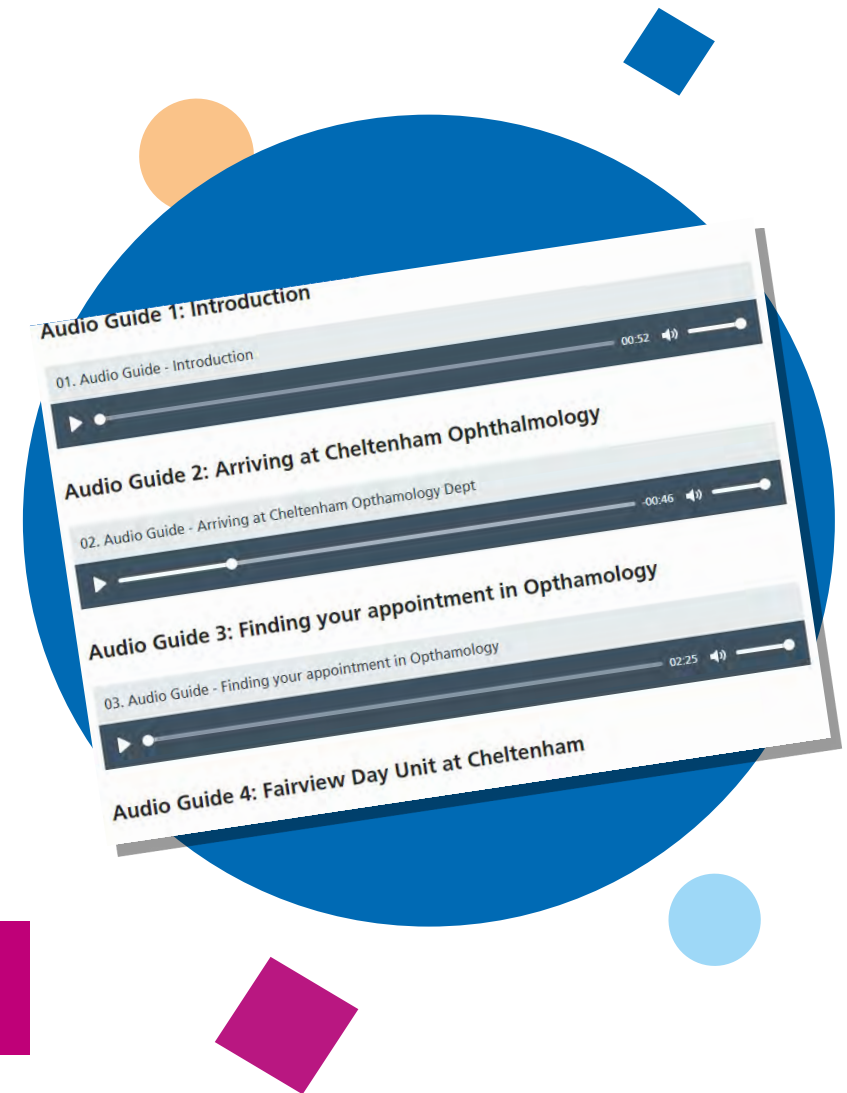 Audio Guide 1: Introduction
01. Audio Guide - Introduction
00:52
Audio Guide 2: Arriving at Cheltenham Ophthalmology
02. Audio Guide - Arriving at Cheltenham Opthamology Dept
-00:46
Audio Guide 3: Finding your appointment in Opthamology
03. Audio Guide - Finding your appointment in Opthamology
02:25
Audio Guide 4: Fairview Day Unit at Cheltenham